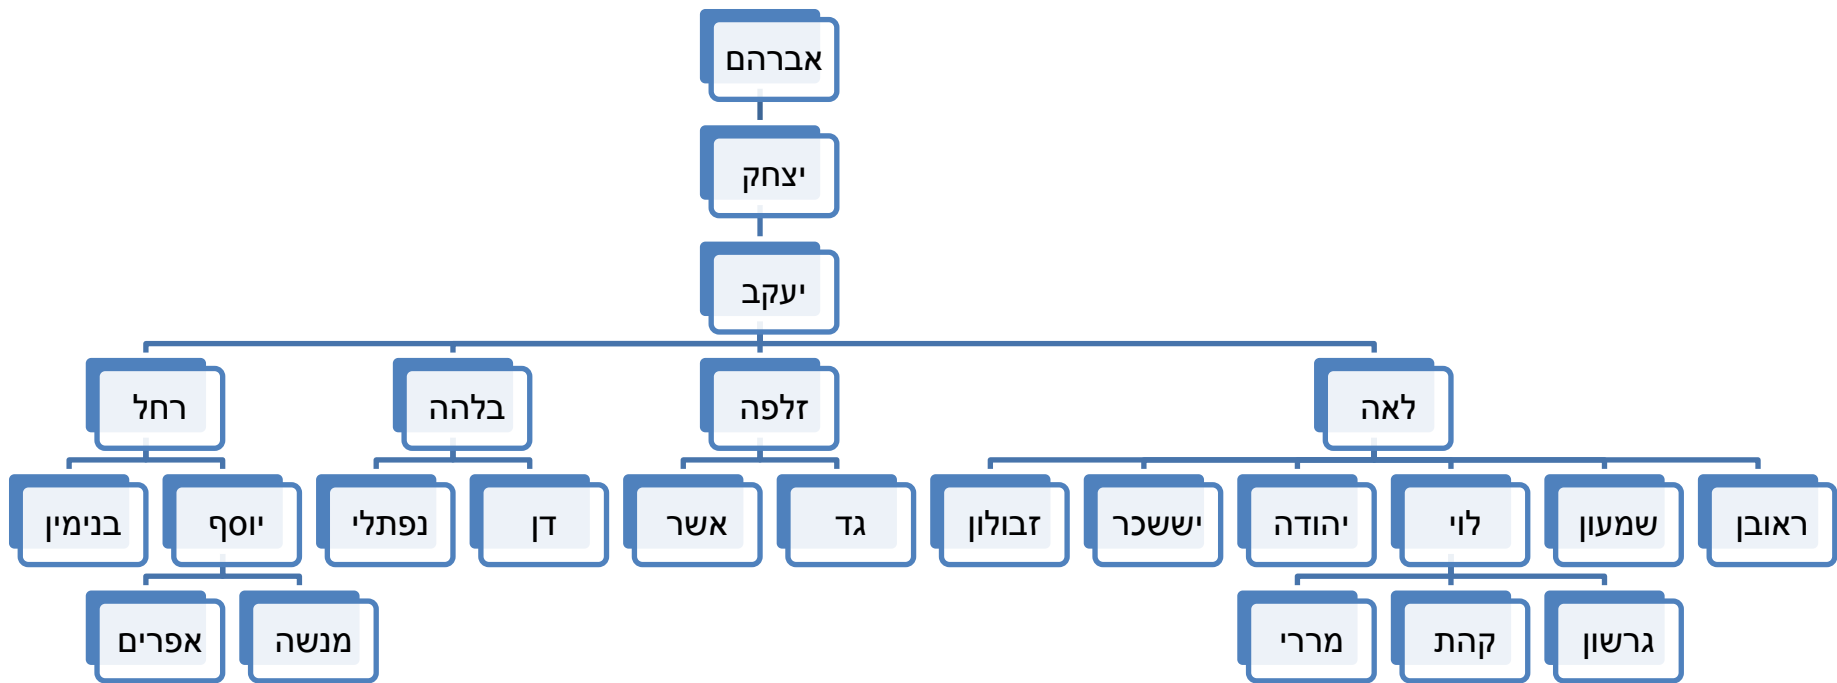 אברהם
יצחק
יעקב
לאה
זלפה
בלהה
רחל
ראובן
שמעון
לוי
יהודה
יששכר
זבולון
גד
אשר
דן
נפתלי
יוסף
בנימין
גרשון
קהת
מררי
מנשה
אפרים